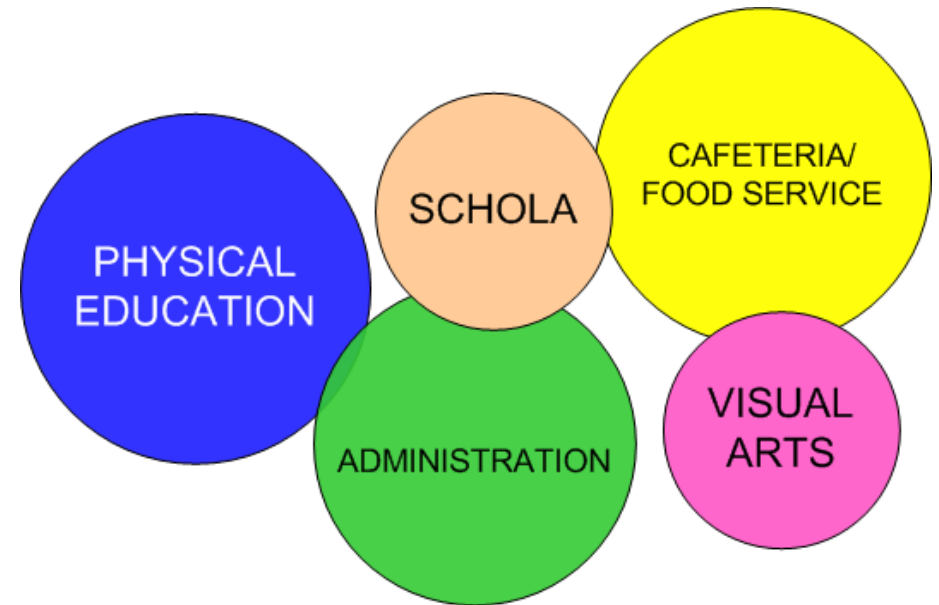 PHYSICAL
EDUCATION
SCHOLA
CAFETERIA/
FOOD SERVICE
ADMINISTRATION
VISUAL
ARTS